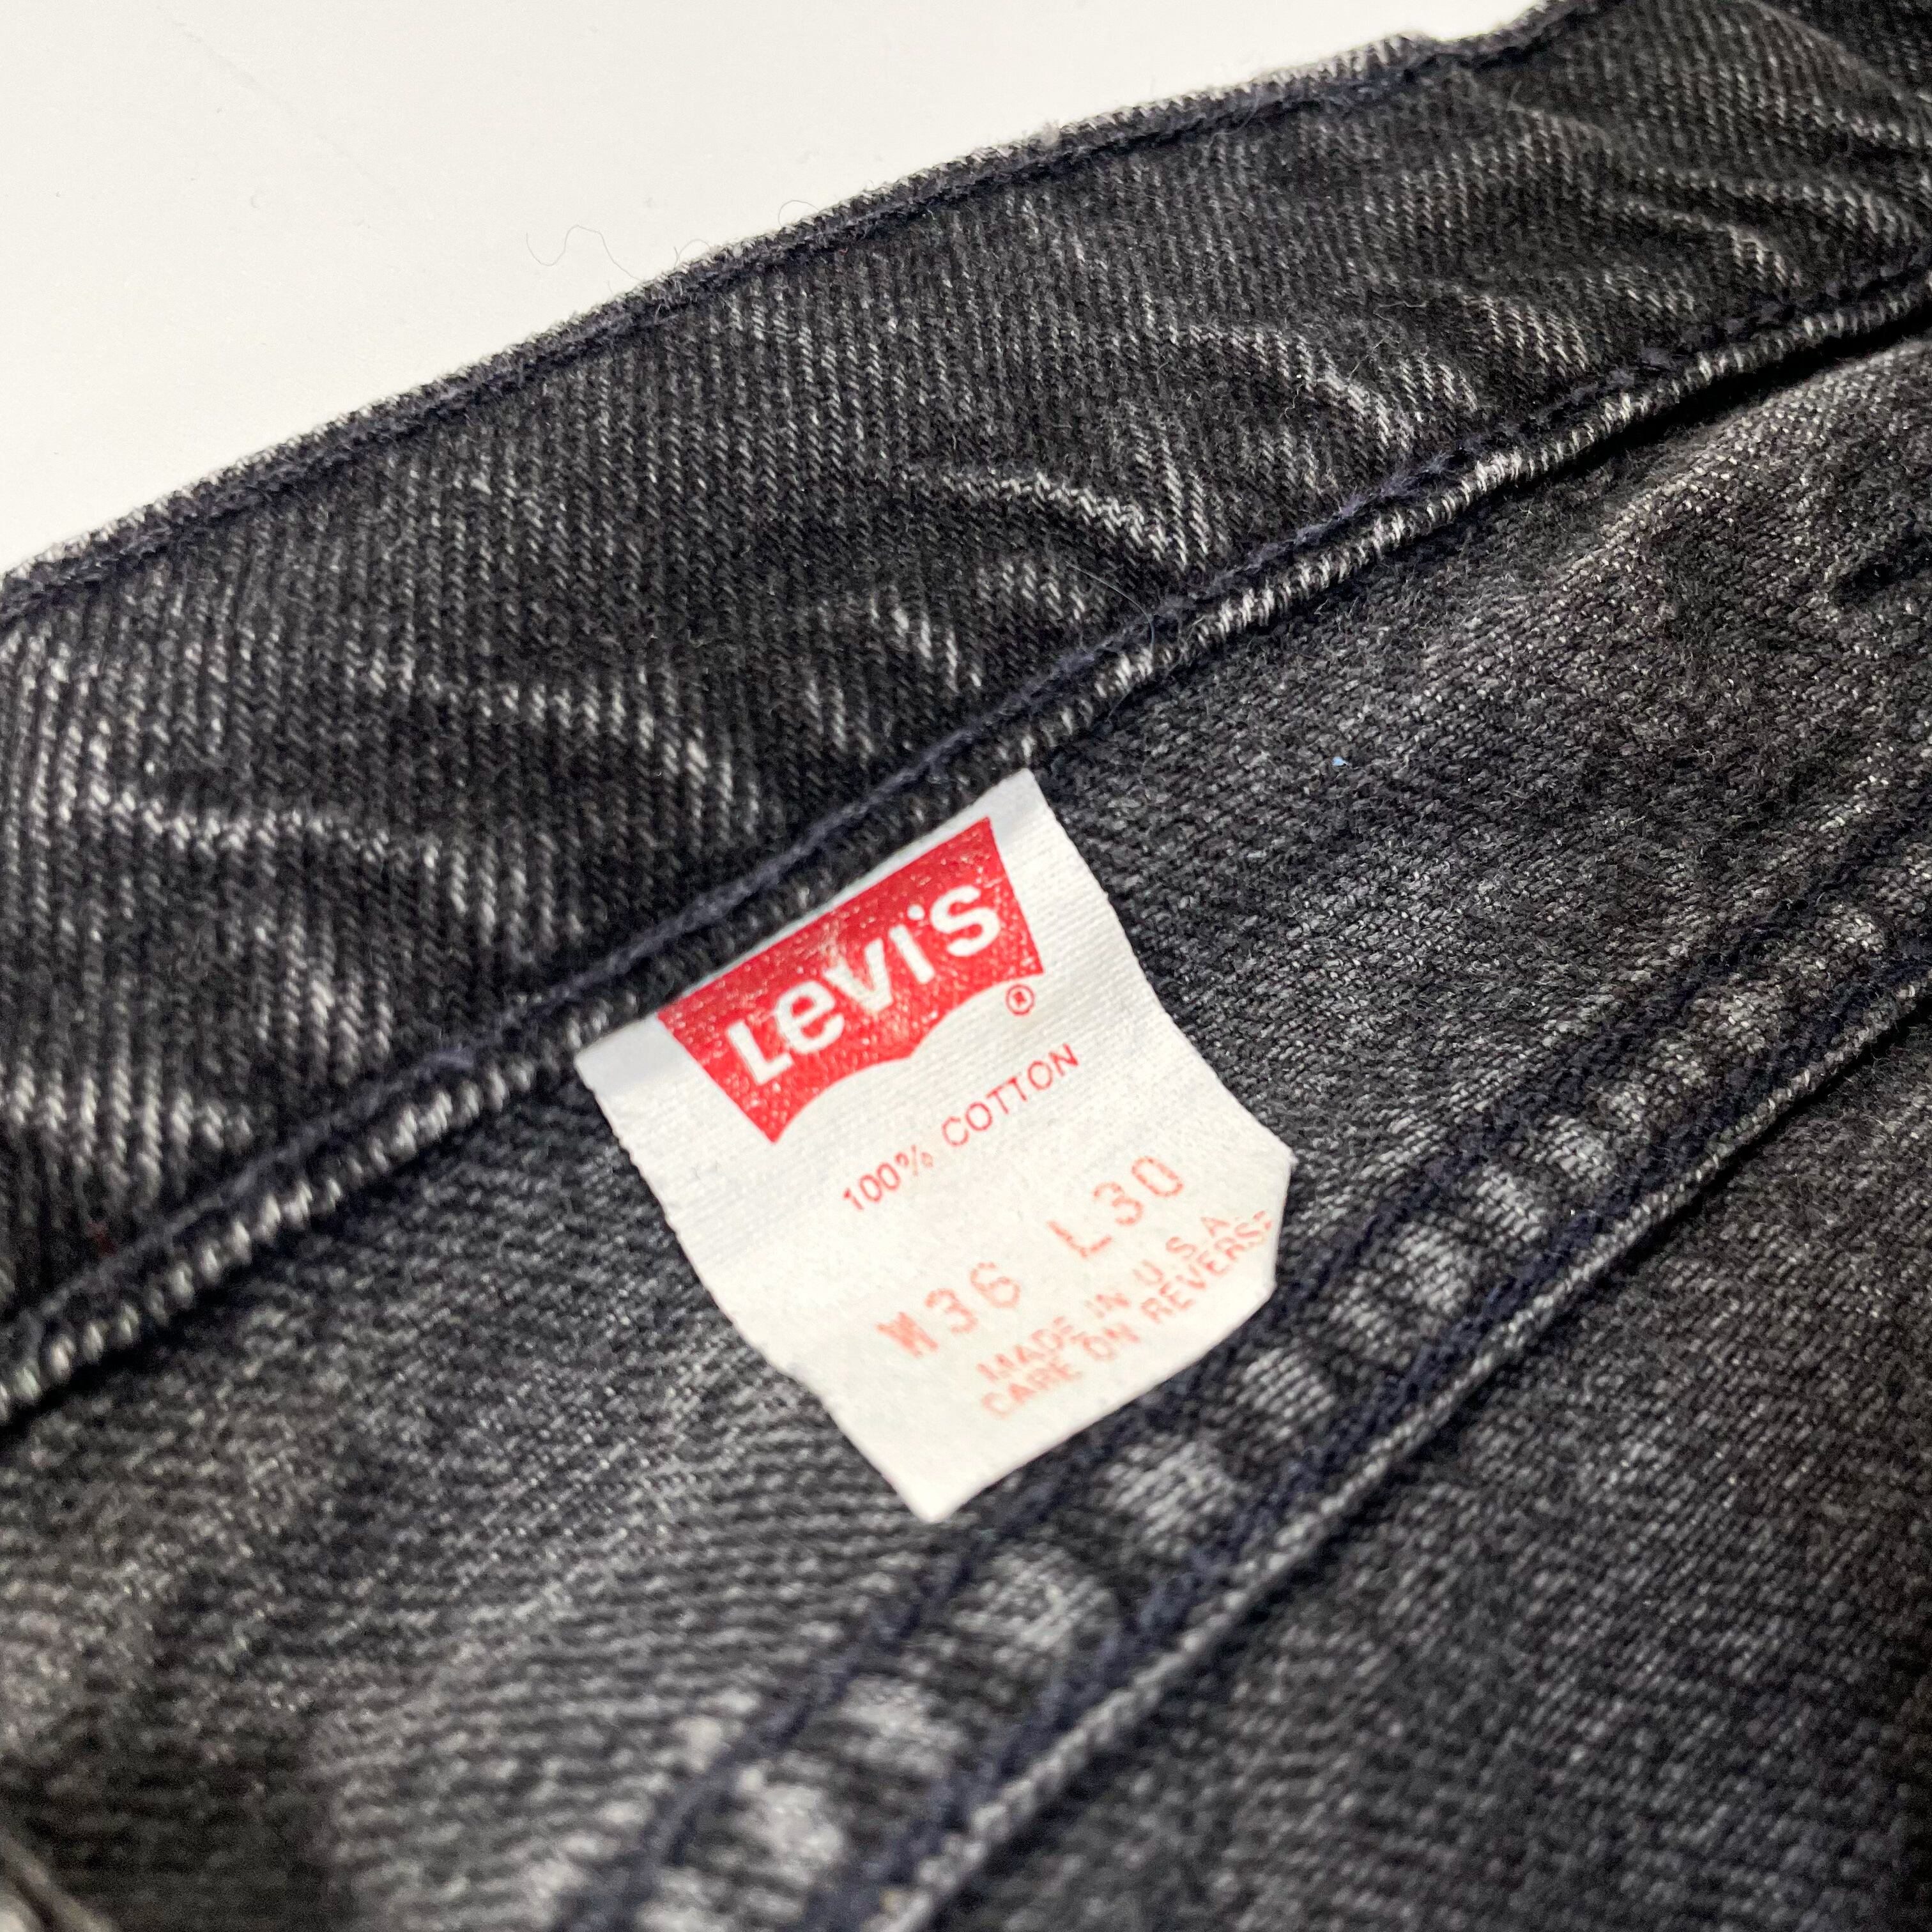 Levi's
®
100% COTTON
W36 L30
MADE IN U.S.A
CARE ON REVERSE